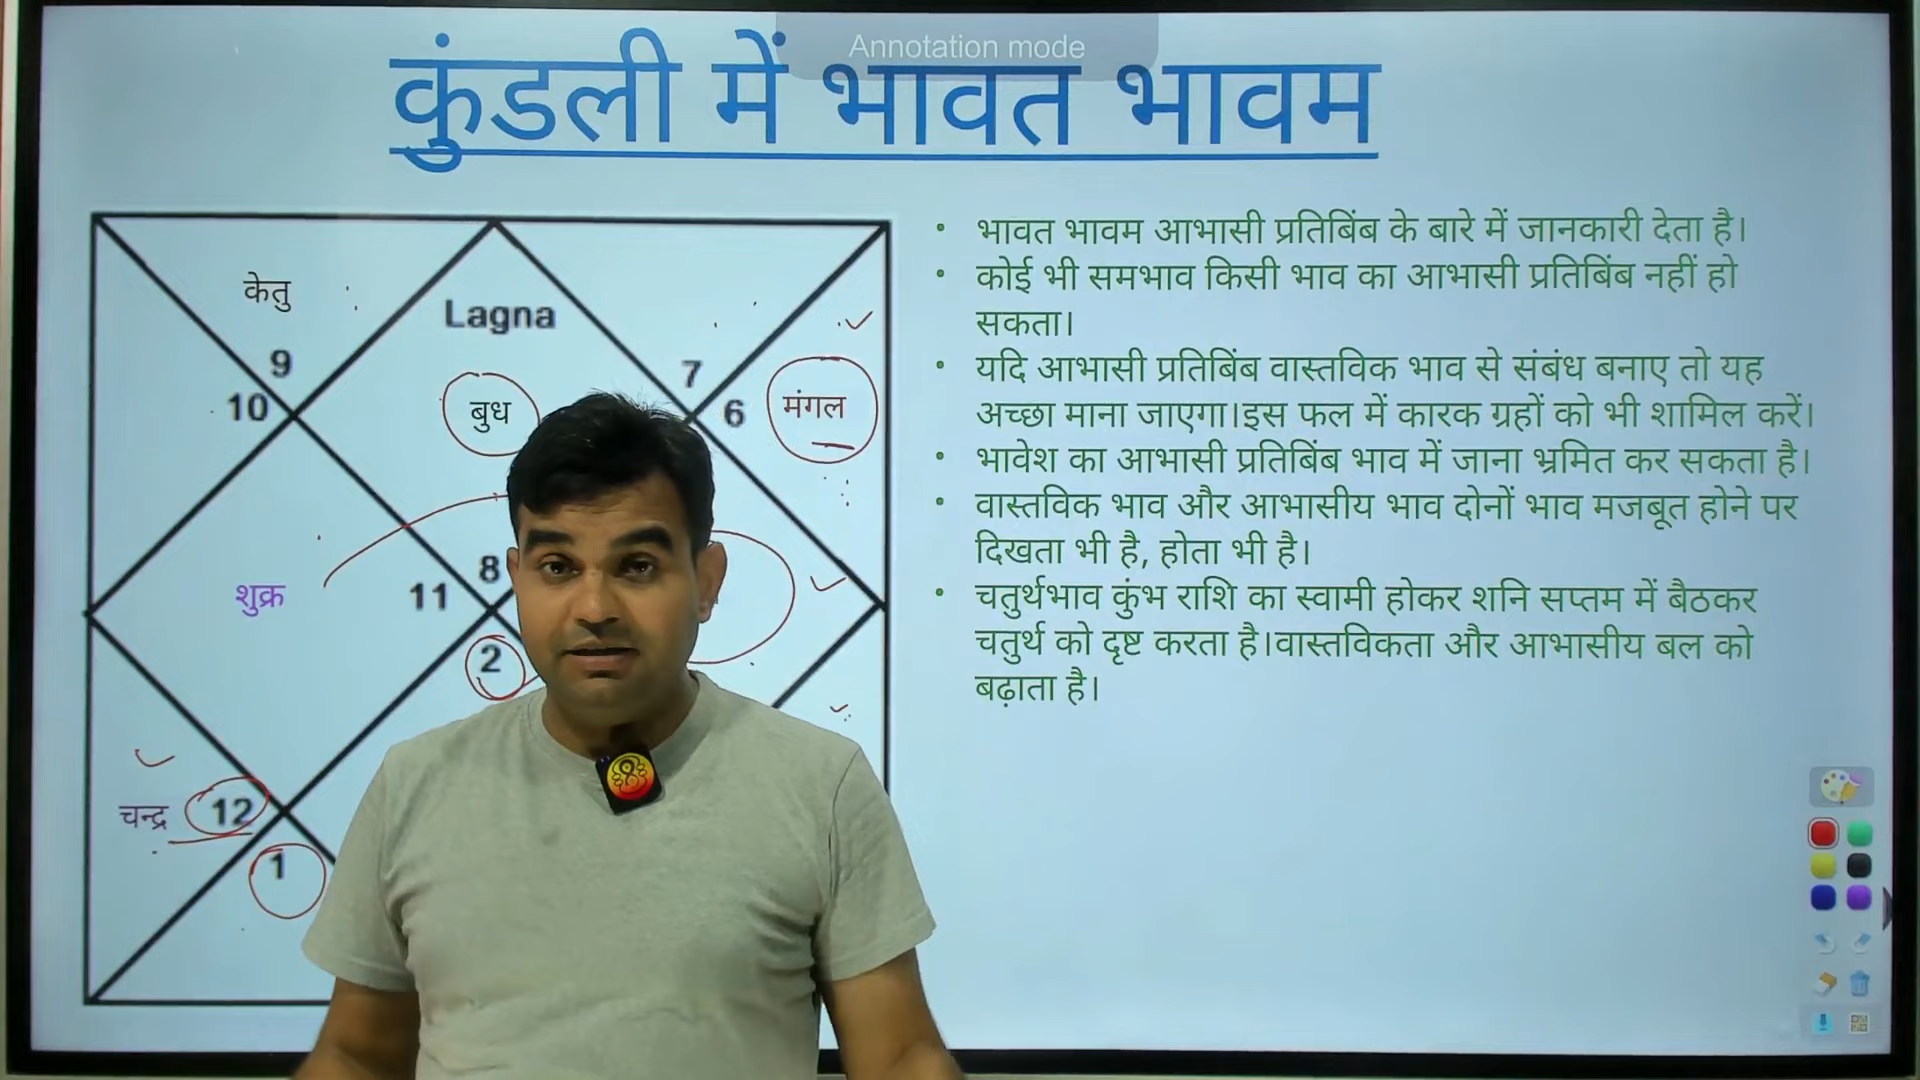 Annotation mode
कुंडली में भावत भावम
केतु
Lagna
9
10
बुध
7
6
मंगल
8
11
शुक्र
2
चन्द्र
12
1
• भावत भावम आभासी प्रतिबिंब के बारे में जानकारी देता है।
• कोई भी समभाव किसी भाव का आभासी प्रतिबिंब नहीं हो
सकता।
• यदि आभासी प्रतिबिंब वास्तविक भाव से संबंध बनाए तो यह
अच्छा माना जाएगा।इस फल में कारक ग्रहों को भी शामिल करें।
• भावेश का आभासी प्रतिबिंब भाव में जाना भ्रमित कर सकता है।
• वास्तविक भाव और आभासीय भाव दोनों भाव मजबूत होने पर
दिखता भी है, होता भी है।
• चतुर्थभाव कुंभ राशि का स्वामी होकर शनि सप्तम में बैठकर
चतुर्थ को दृष्ट करता है।वास्तविकता और आभासीय बल को
बढ़ाता है।